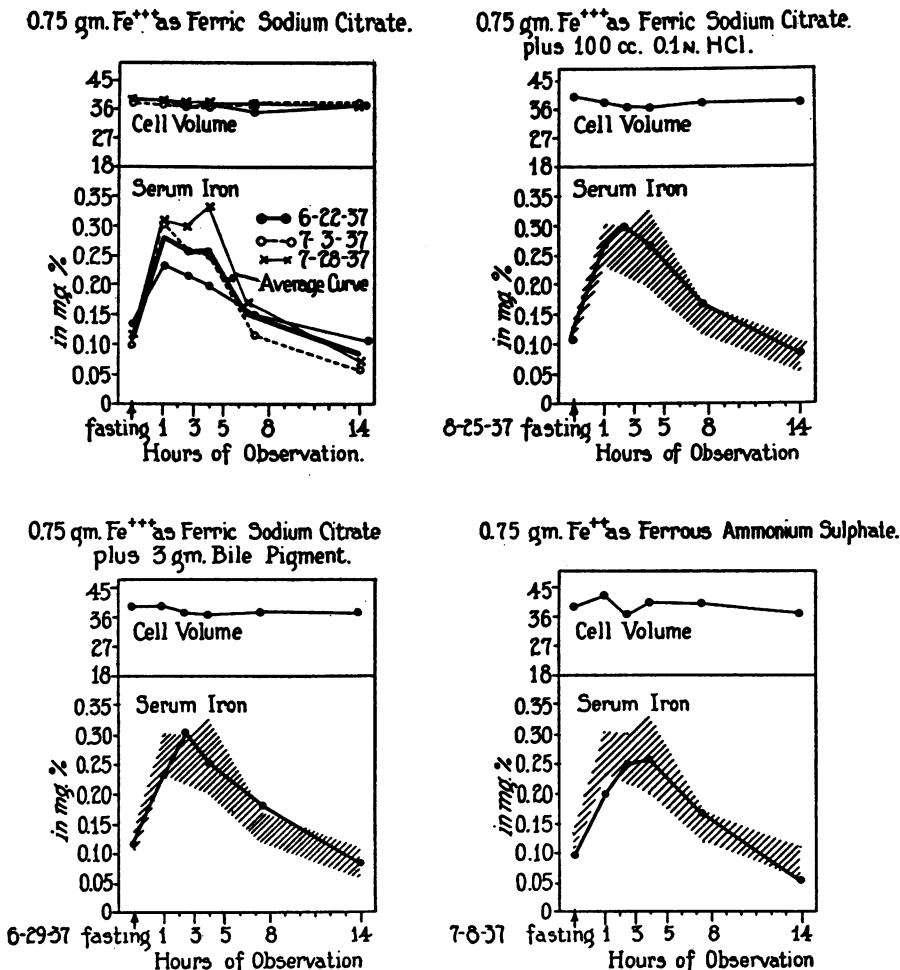 0.75 gm. Fe+++ as Ferric Sodium Citrate.
45
36
27
18
Cell Volume
Serum Iron
0.35
0.30
0.25
0.20
0.15
0.10
0.05
0
in mg %
6-22-37
7-3-37
7-28-37
Average Curve
fasting 1 3 5 8 14
Hours of Observation.
0.75 gm. Fe+++ as Ferric Sodium Citrate.
plus 100 cc. 0.1N. HCl.
45
36
27
18
Cell Volume
Serum Iron
0.35
0.30
0.25
0.20
0.15
0.10
0.05
0
in mg %
8-25-37 fasting 1 3 5 8 14
Hours of Observation
0.75 gm. Fe+++ as Ferric Sodium Citrate
plus 3 gm. Bile Pigment.
45
36
27
18
Cell Volume
Serum Iron
0.35
0.30
0.25
0.20
0.15
0.10
0.05
0
in mg %
6-29-37 fasting 1 3 5 8 14
Hours of Observation
0.75 gm. Fe++ as Ferrous Ammonium Sulphate.
45
36
27
18
Cell Volume
Serum Iron
0.35
0.30
0.25
0.20
0.15
0.10
0.05
0
in mg %
7-8-37 fasting 1 3 5 8 14
Hours of Observation